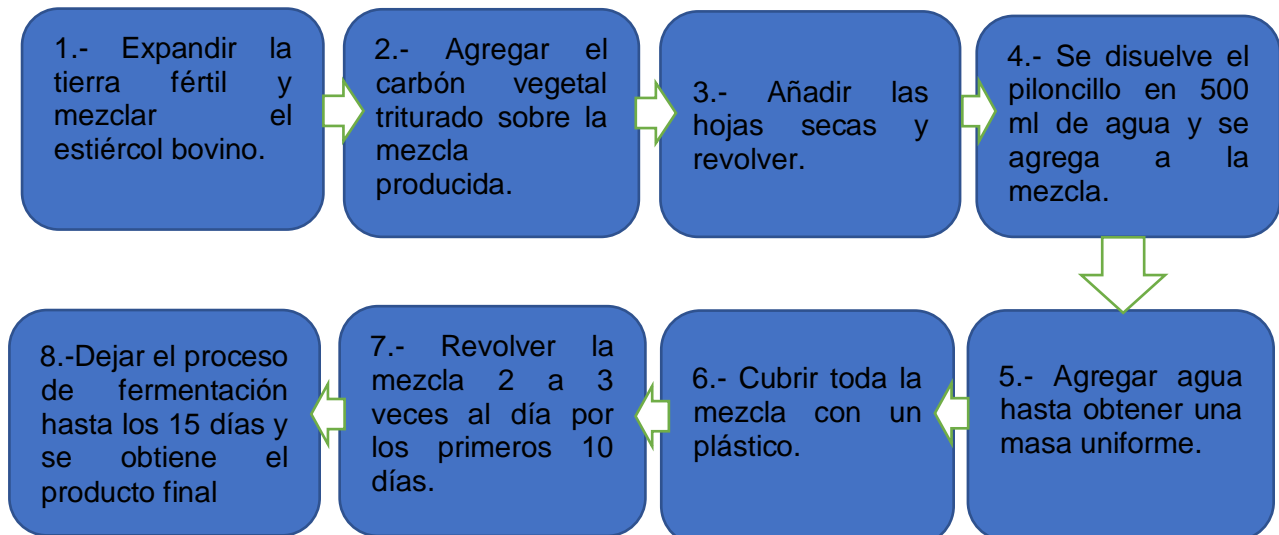 1.- Expandir la
tierra fértil y
mezclar el
estiércol bovino.
2.- Agregar el
carbón vegetal
triturado sobre la
mezcla
producida.
3.- Añadir las
hojas secas y
revolver.
4.- Se disuelve el
piloncillo en 500
ml de agua y se
agrega a la
mezcla.
5.- Agregar agua
hasta obtener una
masa uniforme.
6.- Cubrir toda la
mezcla con un
plástico.
7.- Revolver la
mezcla 2 a 3
veces al día por
los primeros 10
días.
8.-Dejar el proceso
de fermentación
hasta los 15 días y
se obtiene el
producto final